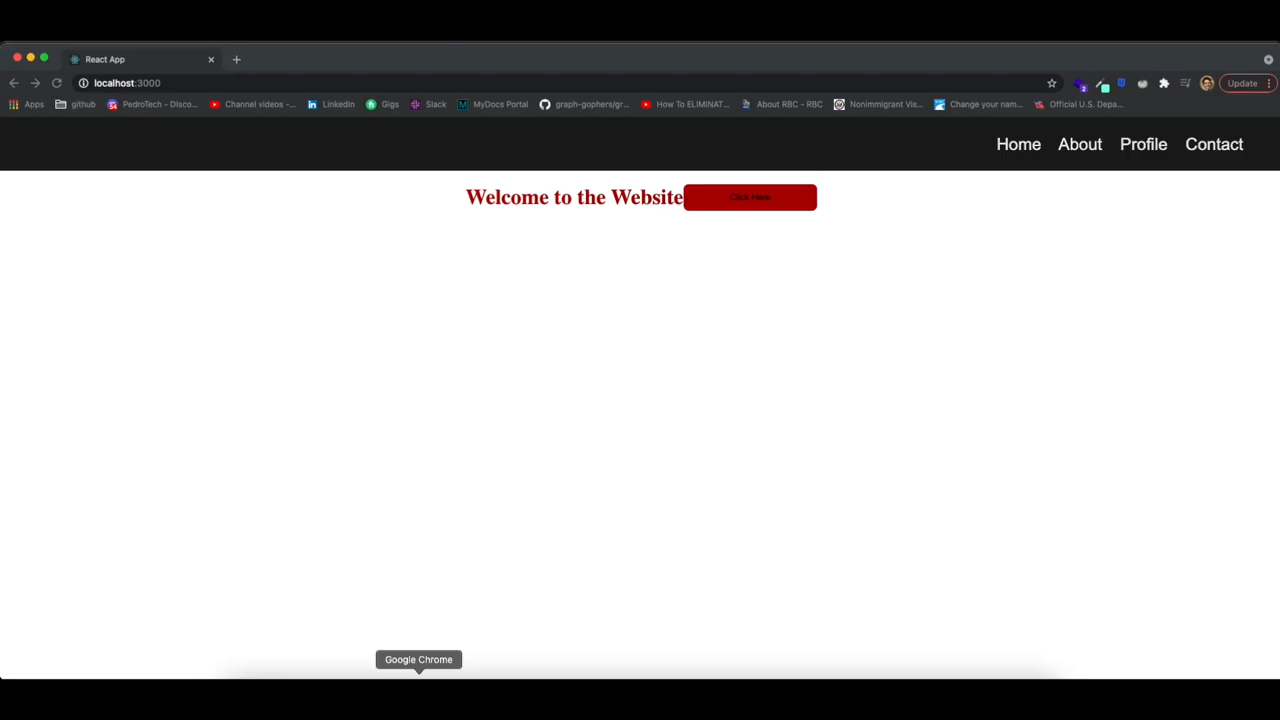 React App
localhost:3000
Apps github PedroTech - Disco... Channel videos -... Linkedin Gigs Slack MyDocs Portal graph-gophers/gr... How To ELIMINAT... About RBC - RBC Nonimmigrant Vis... Change your nam... Official U.S. Depa...
Update
Home About Profile Contact
Welcome to the Website Click Here
Google Chrome